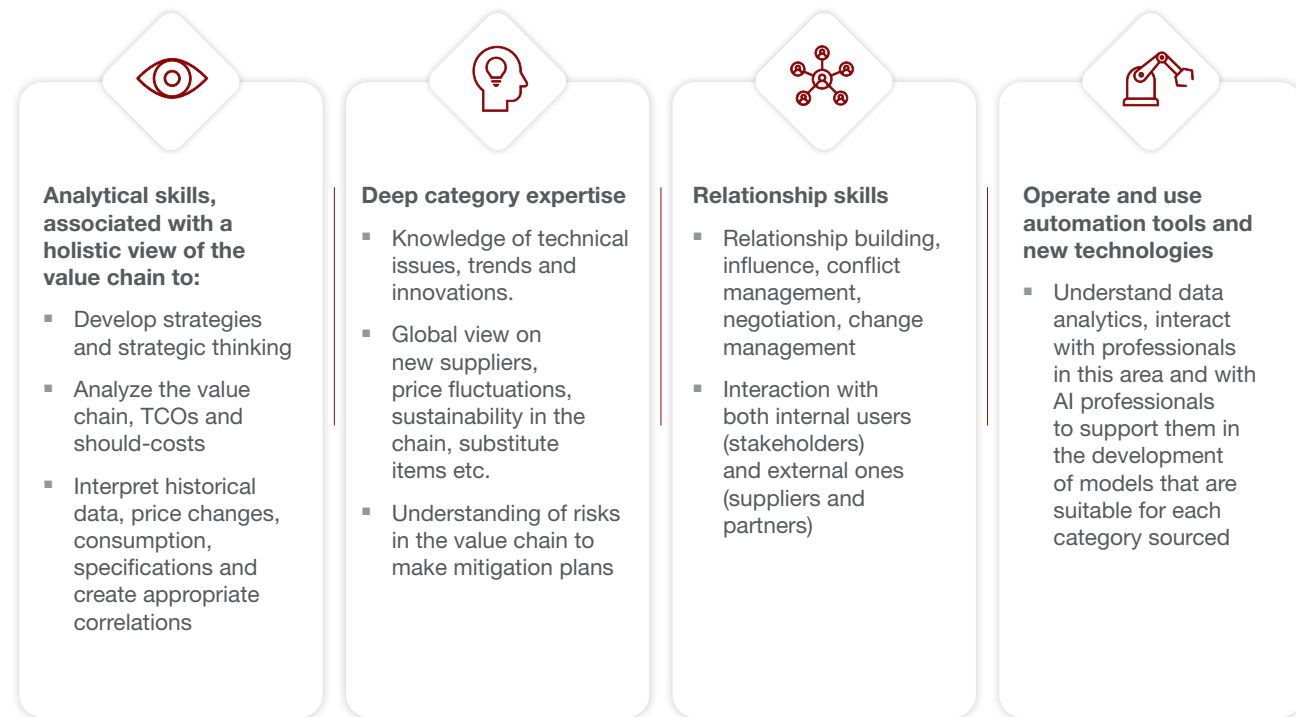 Analytical skills,
associated with a
holistic view of the
value chain to:
▪ Develop strategies
and strategic thinking
▪ Analyze the value
chain, TCOs and
should-costs
▪ Interpret historical
data, price changes,
consumption,
specifications and
create appropriate
correlations
Deep category expertise
▪ Knowledge of technical
issues, trends and
innovations.
▪ Global view on
new suppliers,
price fluctuations,
sustainability in the
chain, substitute
items etc.
▪ Understanding of risks
in the value chain to
make mitigation plans
Relationship skills
▪ Relationship building,
influence, conflict
management,
negotiation, change
management
▪ Interaction with
both internal users
(stakeholders)
and external ones
(suppliers and
partners)
Operate and use
automation tools and
new technologies
▪ Understand data
analytics, interact
with professionals
in this area and with
AI professionals
to support them in
the development
of models that are
suitable for each
category sourced